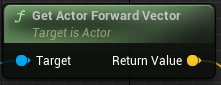 f Get Actor Forward Vector
Target is Actor
Target Return Value